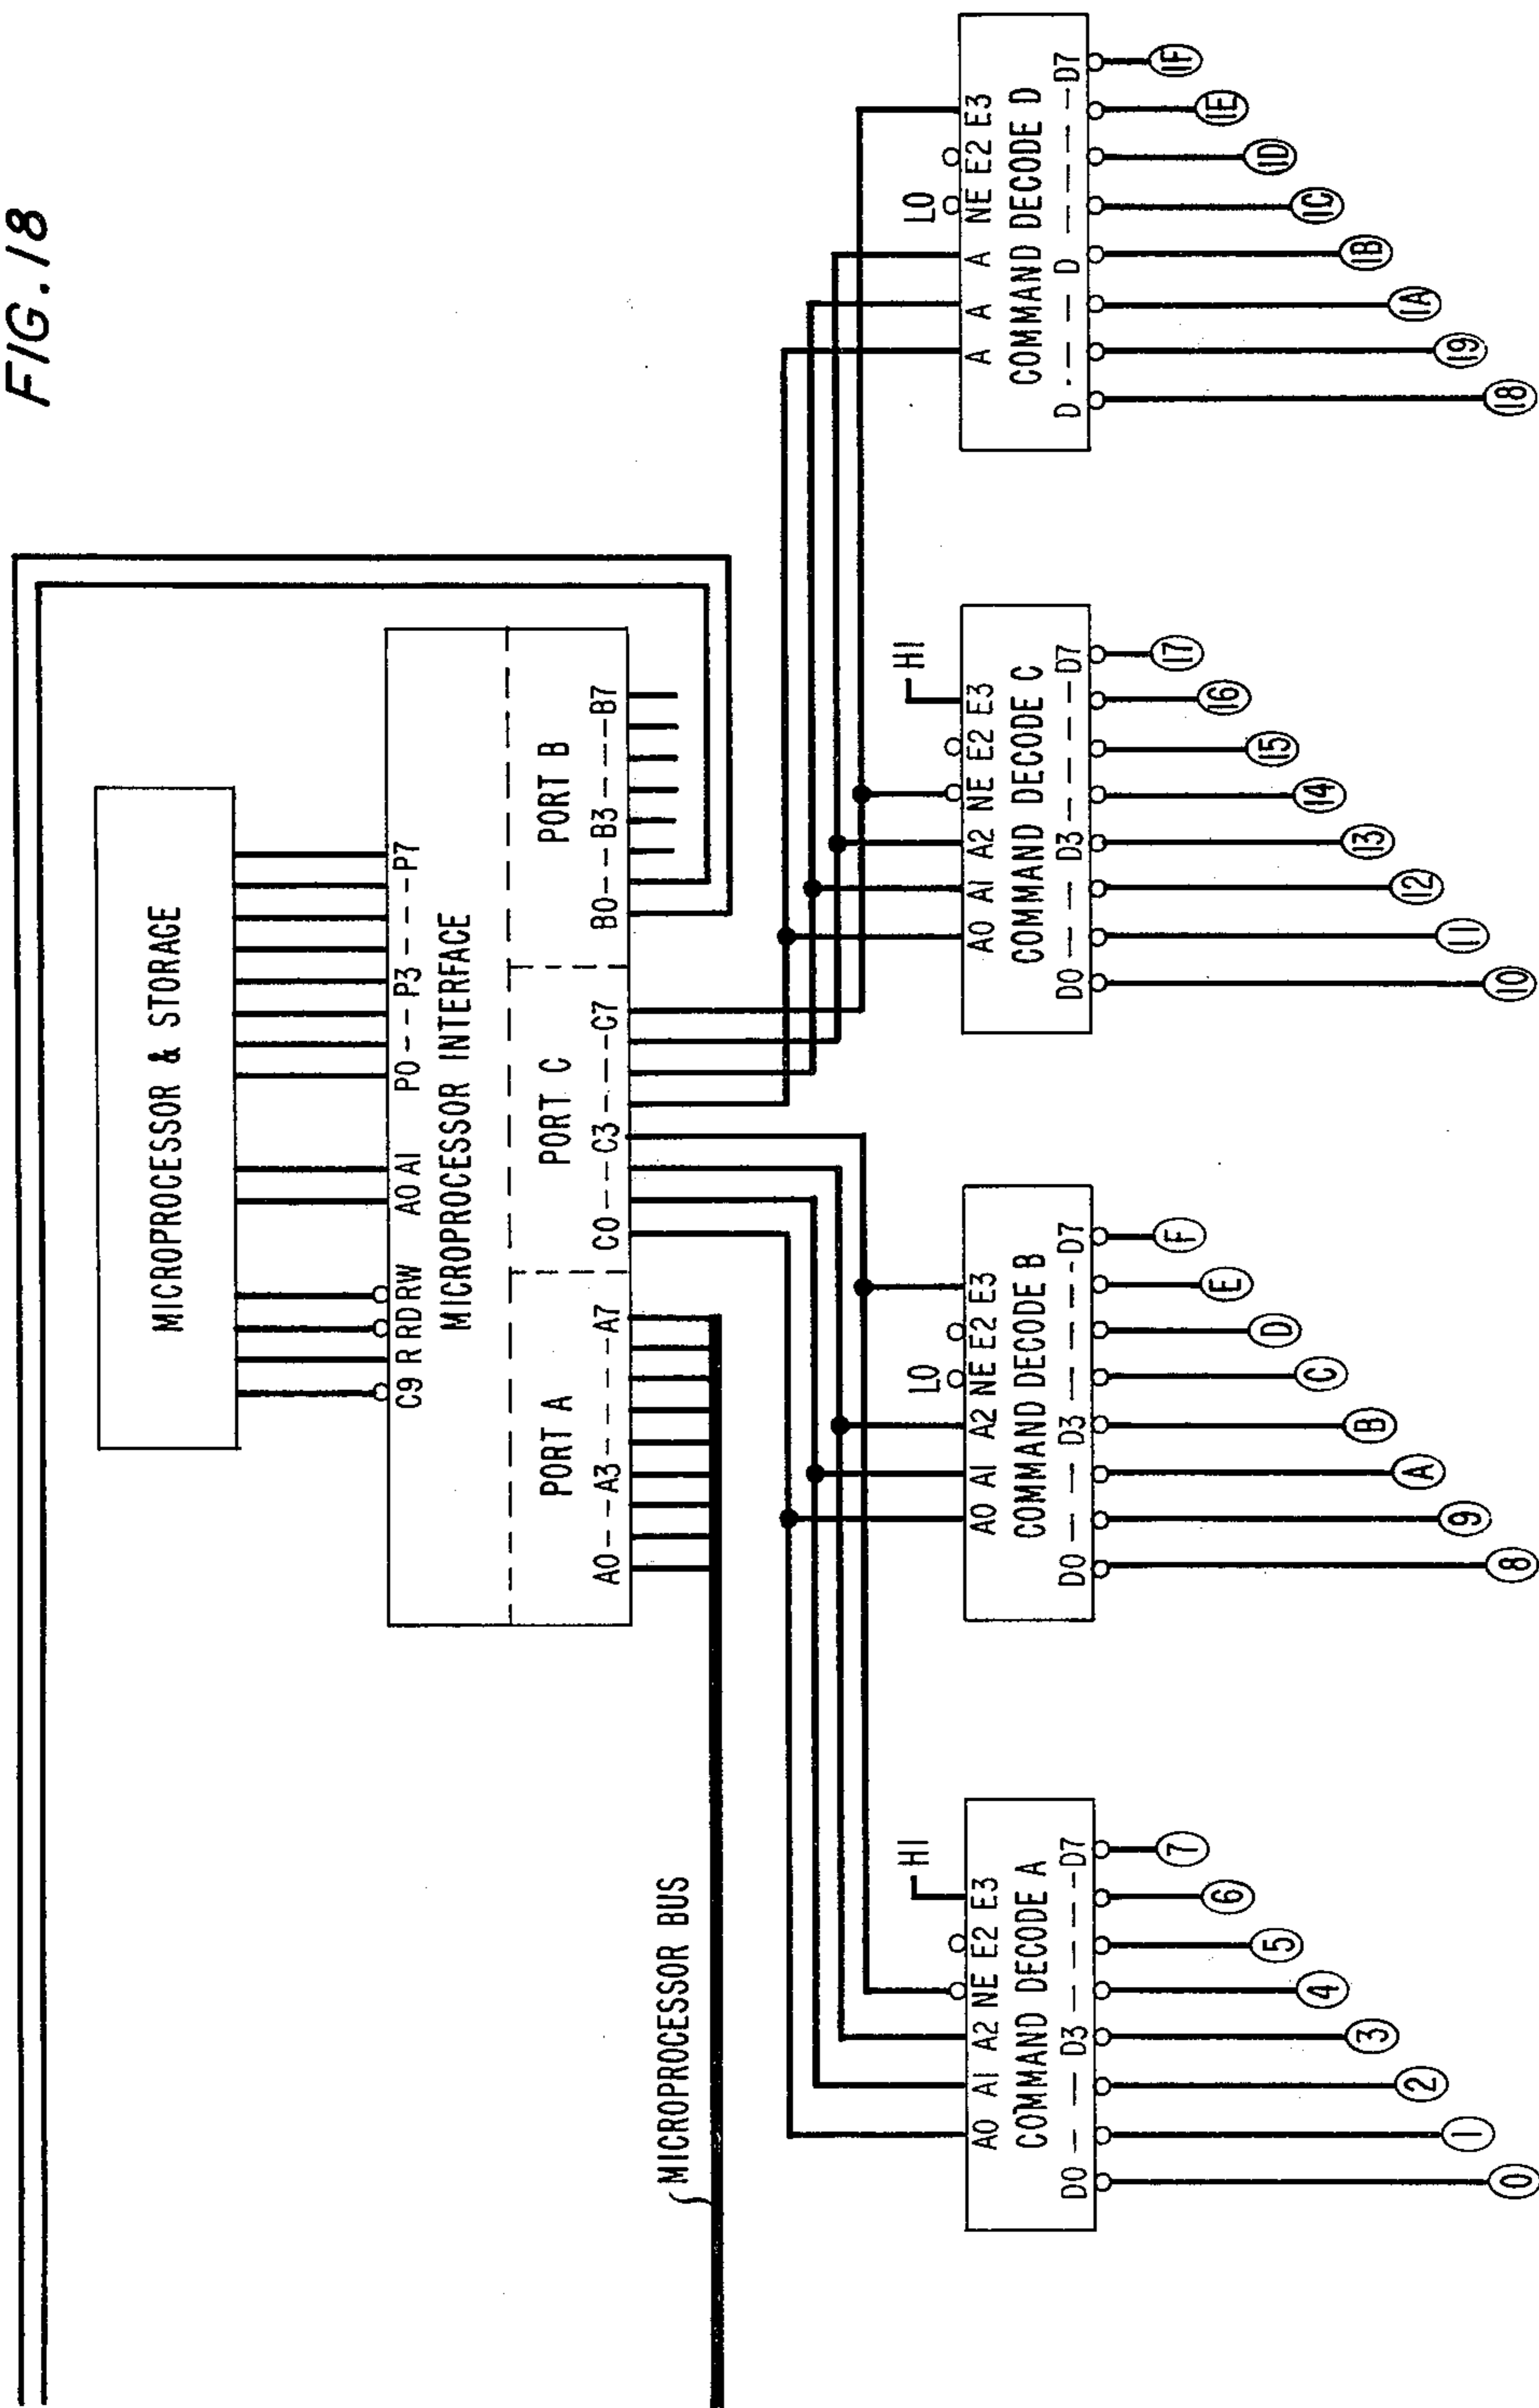 FIG. 18
MICROPROCESSOR & STORAGE
C9 R RD RW A0 A1 P0 -- P3 --- P7
MICROPROCESSOR INTERFACE
PORT A PORT C PORT B
A0 -- A3 --- A7 C0 -- C3 --- C7 B0 -- B3 --- B7
MICROPROCESSOR BUS
HI
A0 A1 A2 NE E2 E3
COMMAND DECODE A
D0 --- D3 ---- D7
0 1 2 3 4 5 6 7
LO
A0 A1 A2 NE E2 E3
COMMAND DECODE B
D0 --- D3 ---- D7
8 9 A B C D E F
HI
A0 A1 A2 NE E2 E3
COMMAND DECODE C
D0 --- D3 ---- D7
10 11 12 13 14 15 16 17
LO
A A A NE E2 E3
COMMAND DECODE D
D --- D ---- D7
18 19 1A 1B 1C 1D 1E 1F